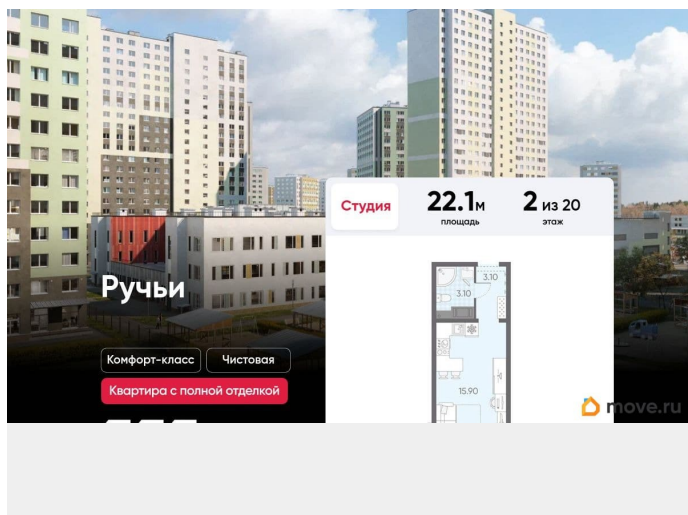 Студия
22.1м
площадь
2 из 20
этаж
3.10
3.10
15.90
Ручьи
Комфорт-класс
Чистовая
Квартира с полной отделкой
move.ru